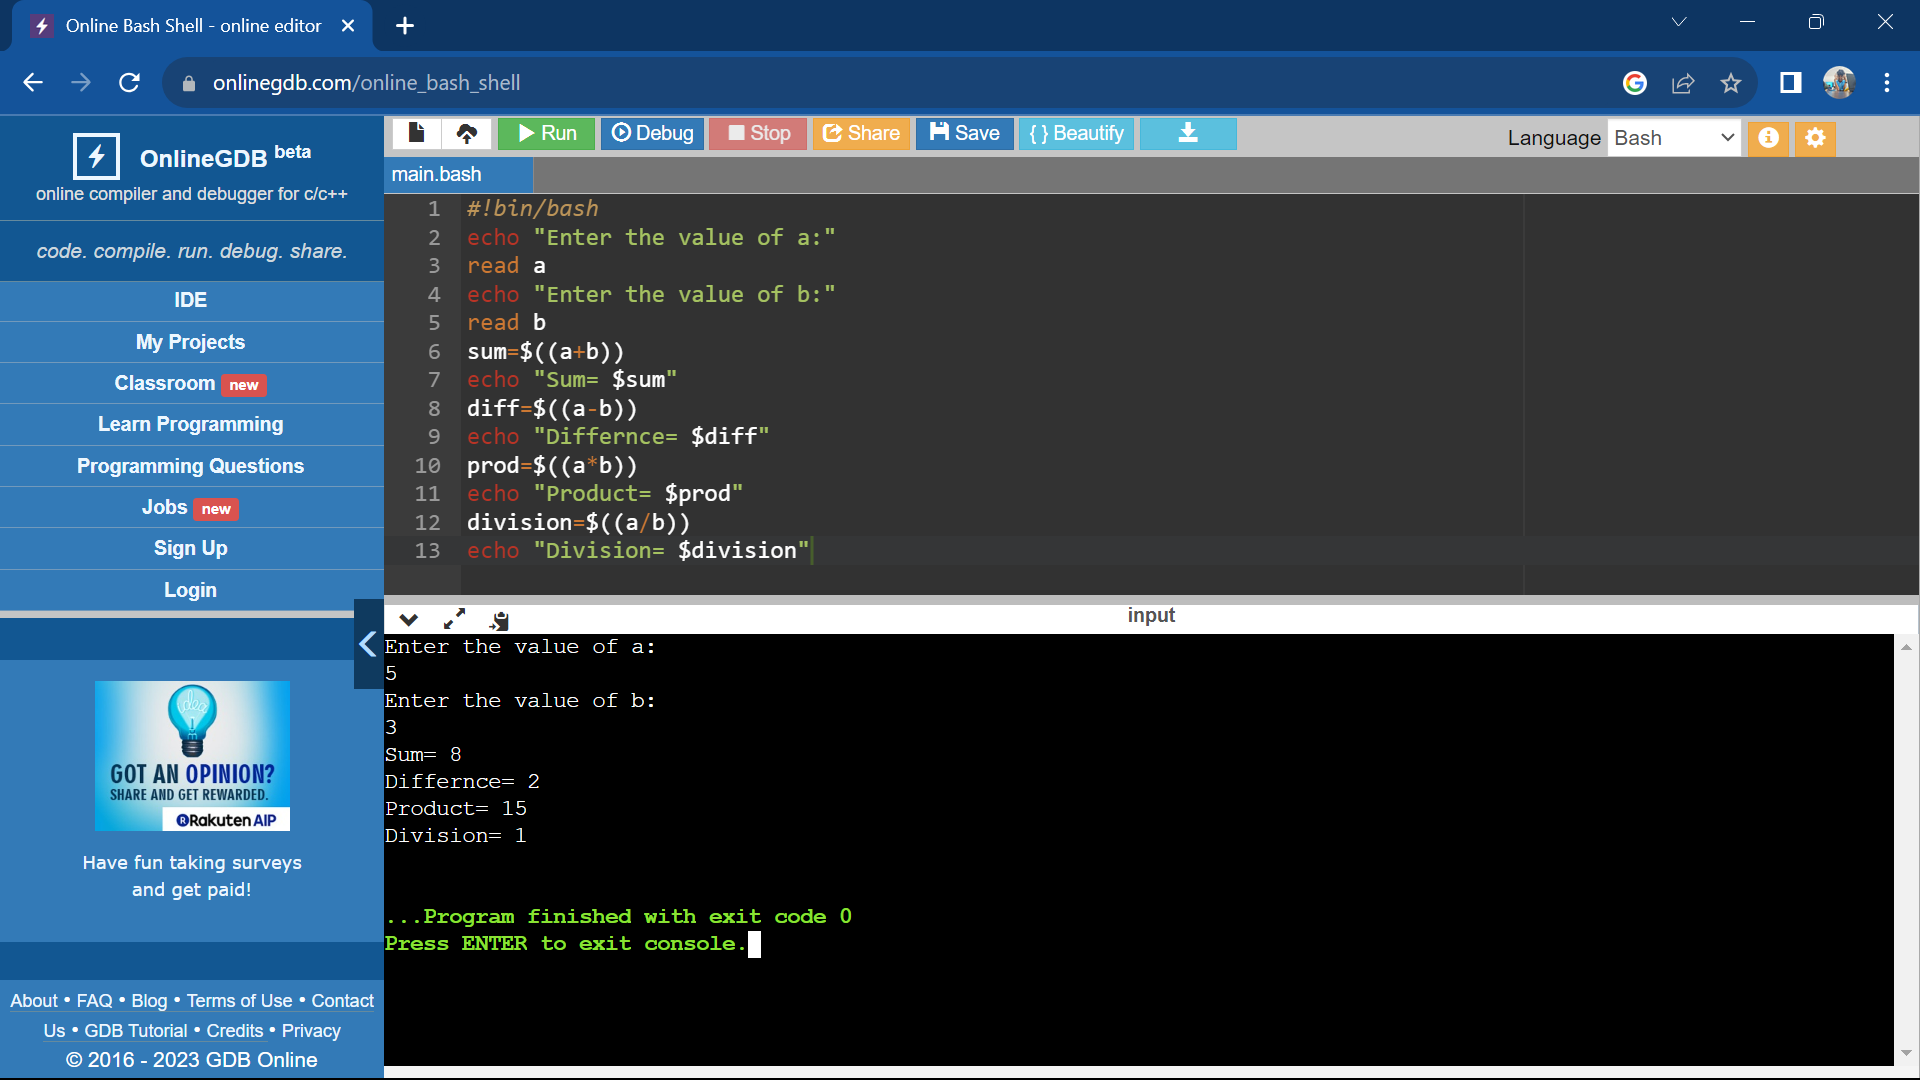 Online Bash Shell - online editor
onlinegdb.com/online_bash_shell
OnlineGDB beta
online compiler and debugger for c/c++
code. compile. run. debug. share.
IDE
My Projects
Classroom new
Learn Programming
Programming Questions
Jobs new
Sign Up
Login
idea
GOT AN OPINION?
SHARE AND GET REWARDED.
Rakuten AIP
Have fun taking surveys
and get paid!
About • FAQ • Blog • Terms of Use • Contact
Us • GDB Tutorial • Credits • Privacy
© 2016 - 2023 GDB Online
Run Debug Stop Share Save { } Beautify
Language Bash
main.bash
1 #!bin/bash
2 echo "Enter the value of a:"
3 read a
4 echo "Enter the value of b:"
5 read b
6 sum=$((a+b))
7 echo "Sum= $sum"
8 diff=$((a-b))
9 echo "Differnce= $diff"
10 prod=$((a*b))
11 echo "Product= $prod"
12 division=$((a/b))
13 echo "Division= $division"
input
Enter the value of a:
5
Enter the value of b:
3
Sum= 8
Differnce= 2
Product= 15
Division= 1
...Program finished with exit code 0
Press ENTER to exit console.